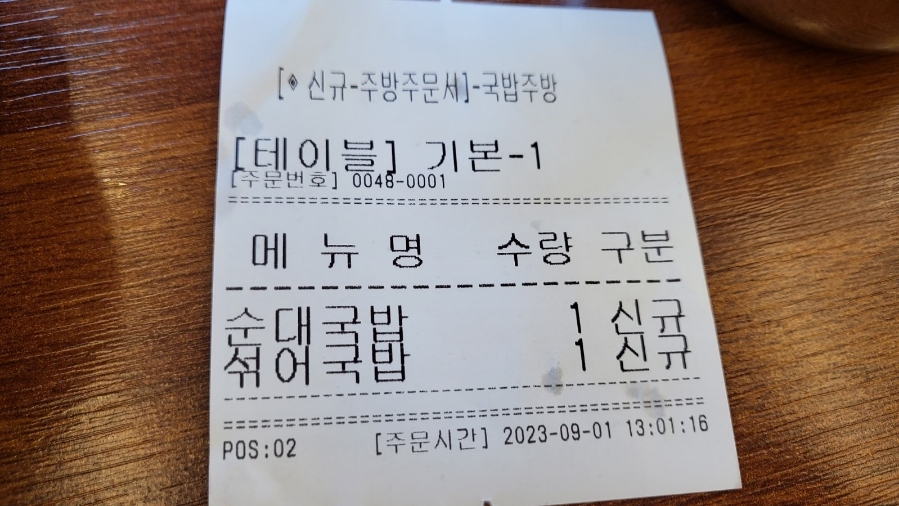 [◈ 신규-주방주문서]-국밥주방
[테이블] 기본-1
[주문번호] 0048-0001
메 뉴 명 수량 구분
순대국밥 1 신규
섞어국밥 1 신규
POS:02 [주문시간] 2023-09-01 13:01:16